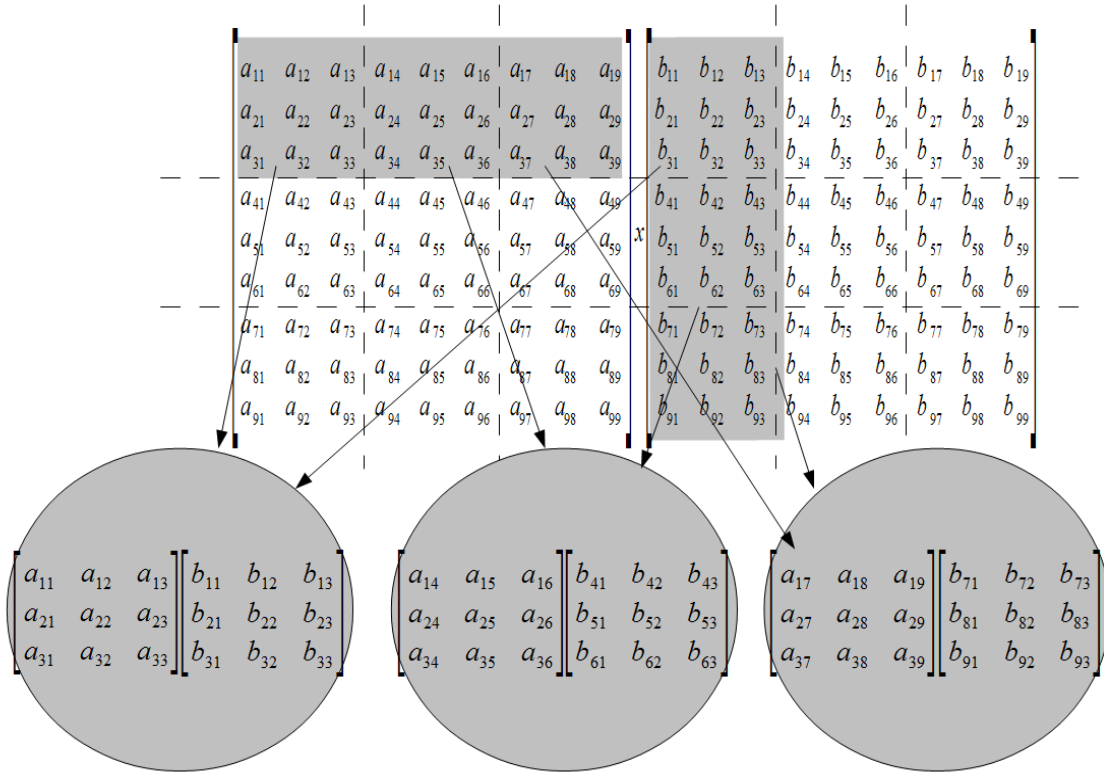 a₁₁ a₁₂ a₁₃ a₁₄ a₁₅ a₁₆ a₁₇ a₁₈ a₁₉ b₁₁ b₁₂ b₁₃ b₁₄ b₁₅ b₁₆ b₁₇ b₁₈ b₁₉
a₂₁ a₂₂ a₂₃ a₂₄ a₂₅ a₂₆ a₂₇ a₂₈ a₂₉ b₂₁ b₂₂ b₂₃ b₂₄ b₂₅ b₂₆ b₂₇ b₂₈ b₂₉
a₃₁ a₃₂ a₃₃ a₃₄ a₃₅ a₃₆ a₃₇ a₃₈ a₃₉ b₃₁ b₃₂ b₃₃ b₃₄ b₃₅ b₃₆ b₃₇ b₃₈ b₃₉
a₄₁ a₄₂ a₄₃ a₄₄ a₄₅ a₄₆ a₄₇ a₄₈ a₄₉ b₄₁ b₄₂ b₄₃ b₄₄ b₄₅ b₄₆ b₄₇ b₄₈ b₄₉
a₅₁ a₅₂ a₅₃ a₅₄ a₅₅ a₅₆ a₅₇ a₅₈ a₅₉ x b₅₁ b₅₂ b₅₃ b₅₄ b₅₅ b₅₆ b₅₇ b₅₈ b₅₉
a₆₁ a₆₂ a₆₃ a₆₄ a₆₅ a₆₆ a₆₇ a₆₈ a₆₉ b₆₁ b₆₂ b₆₃ b₆₄ b₆₅ b₆₆ b₆₇ b₆₈ b₆₉
a₇₁ a₇₂ a₇₃ a₇₄ a₇₅ a₇₆ a₇₇ a₇₈ a₇₉ b₇₁ b₇₂ b₇₃ b₇₄ b₇₅ b₇₆ b₇₇ b₇₈ b₇₉
a₈₁ a₈₂ a₈₃ a₈₄ a₈₅ a₈₆ a₈₇ a₈₈ a₈₉ b₈₁ b₈₂ b₈₃ b₈₄ b₈₅ b₈₆ b₈₇ b₈₈ b₈₉
a₉₁ a₉₂ a₉₃ a₉₄ a₉₅ a₉₆ a₉₇ a₉₈ a₉₉ b₉₁ b₉₂ b₉₃ b₉₄ b₉₅ b₉₆ b₉₇ b₉₈ b₉₉
a₁₁ a₁₂ a₁₃ b₁₁ b₁₂ b₁₃
a₂₁ a₂₂ a₂₃ b₂₁ b₂₂ b₂₃
a₃₁ a₃₂ a₃₃ b₃₁ b₃₂ b₃₃
a₁₄ a₁₅ a₁₆ b₄₁ b₄₂ b₄₃
a₂₄ a₂₅ a₂₆ b₅₁ b₅₂ b₅₃
a₃₄ a₃₅ a₃₆ b₆₁ b₆₂ b₆₃
a₁₇ a₁₈ a₁₉ b₇₁ b₇₂ b₇₃
a₂₇ a₂₈ a₂₉ b₈₁ b₈₂ b₈₃
a₃₇ a₃₈ a₃₉ b₉₁ b₉₂ b₉₃